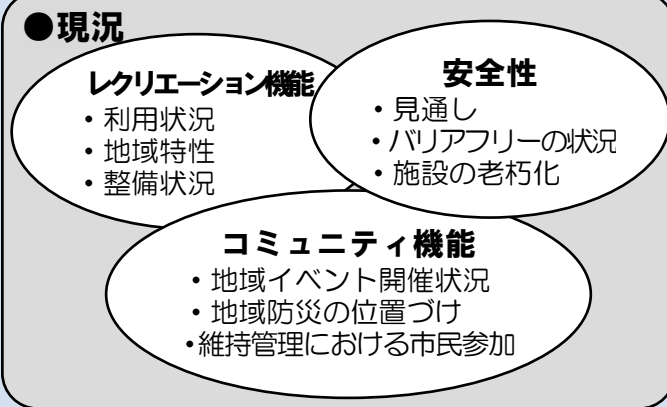 ●現況
レクリエーション機能
・利用状況
・地域特性
・整備状況
安全性
・見通し
・バリアフリーの状況
・施設の老朽化
コミュニティ機能
・地域イベント開催状況
・地域防災の位置づけ
・維持管理における市民参加